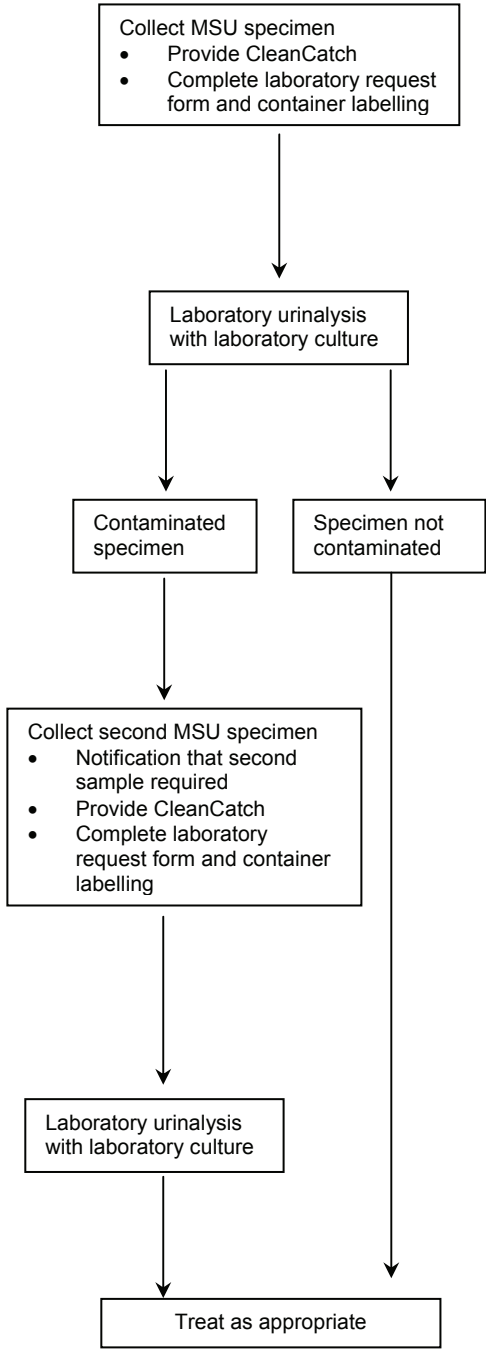 Collect MSU specimen
• Provide CleanCatch
• Complete laboratory request
form and container labelling
Laboratory urinalysis
with laboratory culture
Contaminated
specimen
Specimen not
contaminated
Collect second MSU specimen
• Notification that second
sample required
• Provide CleanCatch
• Complete laboratory
request form and container
labelling
Laboratory urinalysis
with laboratory culture
Treat as appropriate